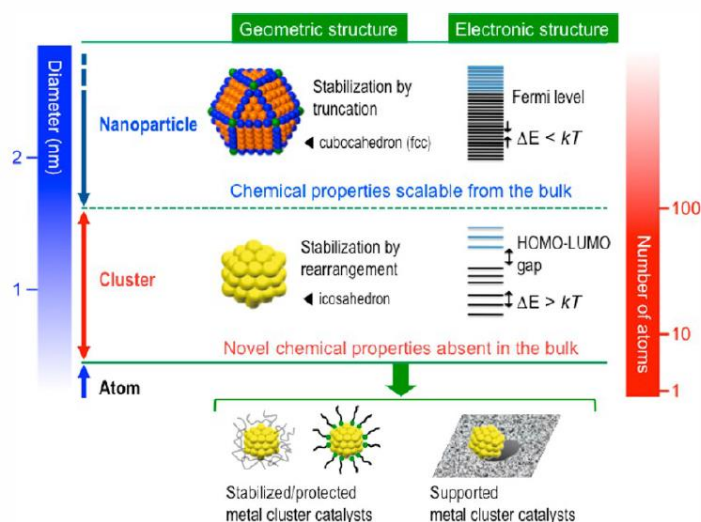 Geometric structure
Electronic structure
Diameter (nm)
2
1
Nanoparticle
Stabilization by
truncation
◄ cubocahedron (fcc)
Fermi level
ΔE < kT
Chemical properties scalable from the bulk
100
10
1
Number of atoms
Cluster
Stabilization by
rearrangement
◄ icosahedron
HOMO-LUMO
gap
ΔE > kT
Novel chemical properties absent in the bulk
Atom
Stabilized/protected
metal cluster catalysts
Supported
metal cluster catalysts